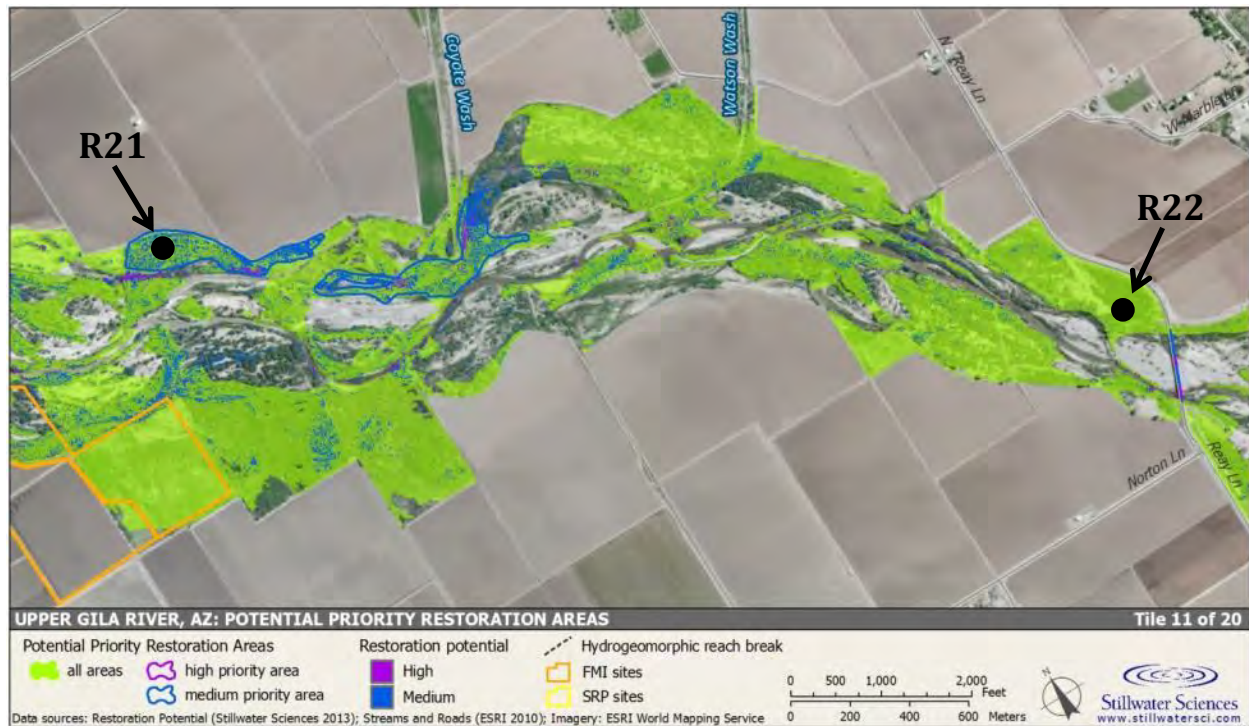 Coyote Wash
Watson Wash
N Reay Ln
W Marble Ln
R21
R22
Norton Ln
Reay Ln
UPPER GILA RIVER, AZ: POTENTIAL PRIORITY RESTORATION AREAS
Tile 11 of 20
Potential Priority Restoration Areas
all areas
high priority area
medium priority area
Restoration potential
High
Medium
Hydrogeomorphic reach break
FMI sites
SRP sites
0 500 1,000 2,000
Feet
0 200 400 600 Meters
N
Stillwater Sciences
www.stillwatersci.com
Data sources: Restoration Potential (Stillwater Sciences 2013); Streams and Roads (ESRI 2010); Imagery: ESRI World Mapping Service